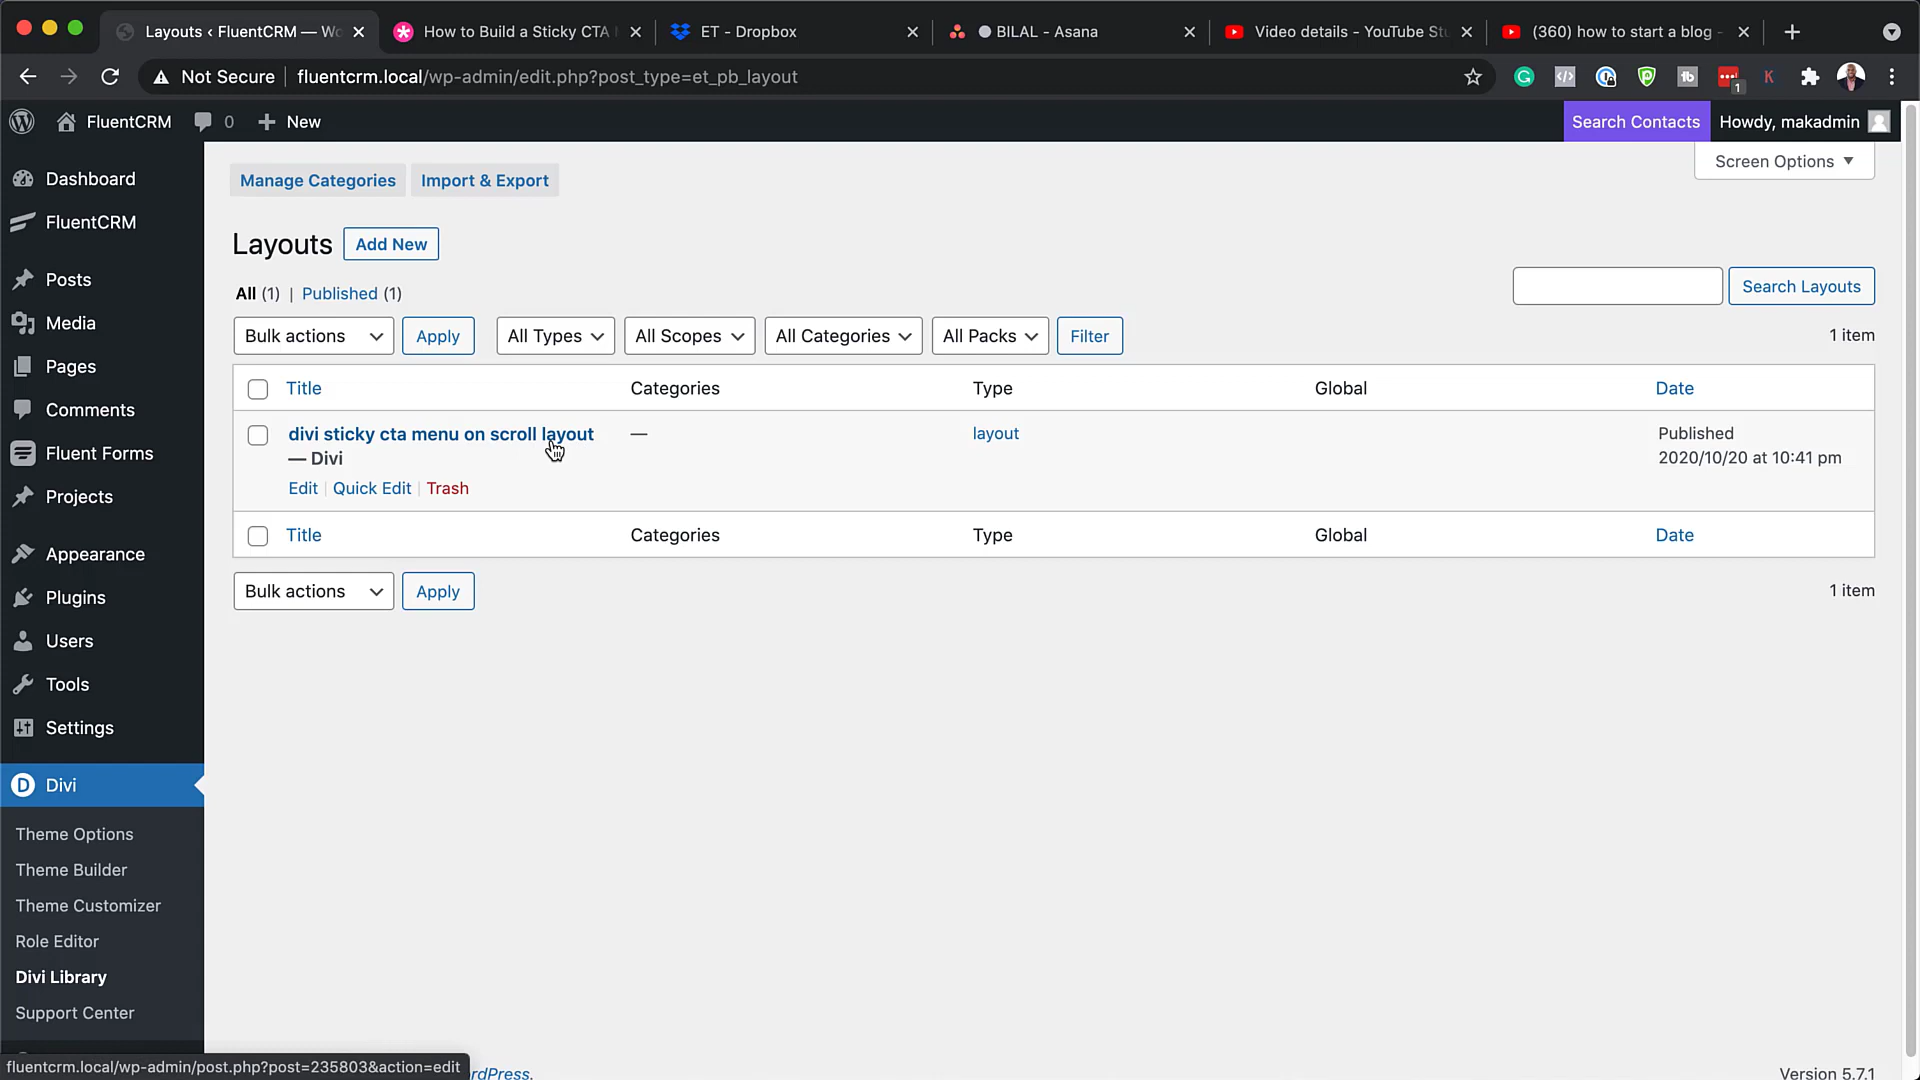 Layouts ‹ FluentCRM — Wo
How to Build a Sticky CTA
ET - Dropbox
BILAL - Asana
Video details - YouTube Stu
(360) how to start a blog -
Not Secure
fluentcrm.local/wp-admin/edit.php?post_type=et_pb_layout
1
FluentCRM
0
New
Search Contacts
Howdy, makadmin
Dashboard
FluentCRM
Posts
Media
Pages
Comments
Fluent Forms
Projects
Appearance
Plugins
Users
Tools
Settings
Divi
Theme Options
Theme Builder
Theme Customizer
Role Editor
Divi Library
Support Center
Manage Categories
Import & Export
Screen Options
Layouts
Add New
All (1) | Published (1)
Search Layouts
Bulk actions
Apply
All Types
All Scopes
All Categories
All Packs
Filter
1 item
Title
Categories
Type
Global
Date
divi sticky cta menu on scroll layout
— Divi
—
layout
Published
2020/10/20 at 10:41 pm
Edit | Quick Edit | Trash
Title
Categories
Type
Global
Date
Bulk actions
Apply
1 item
fluentcrm.local/wp-admin/post.php?post=235803&action=edit
rdPress.
Version 5.7.1